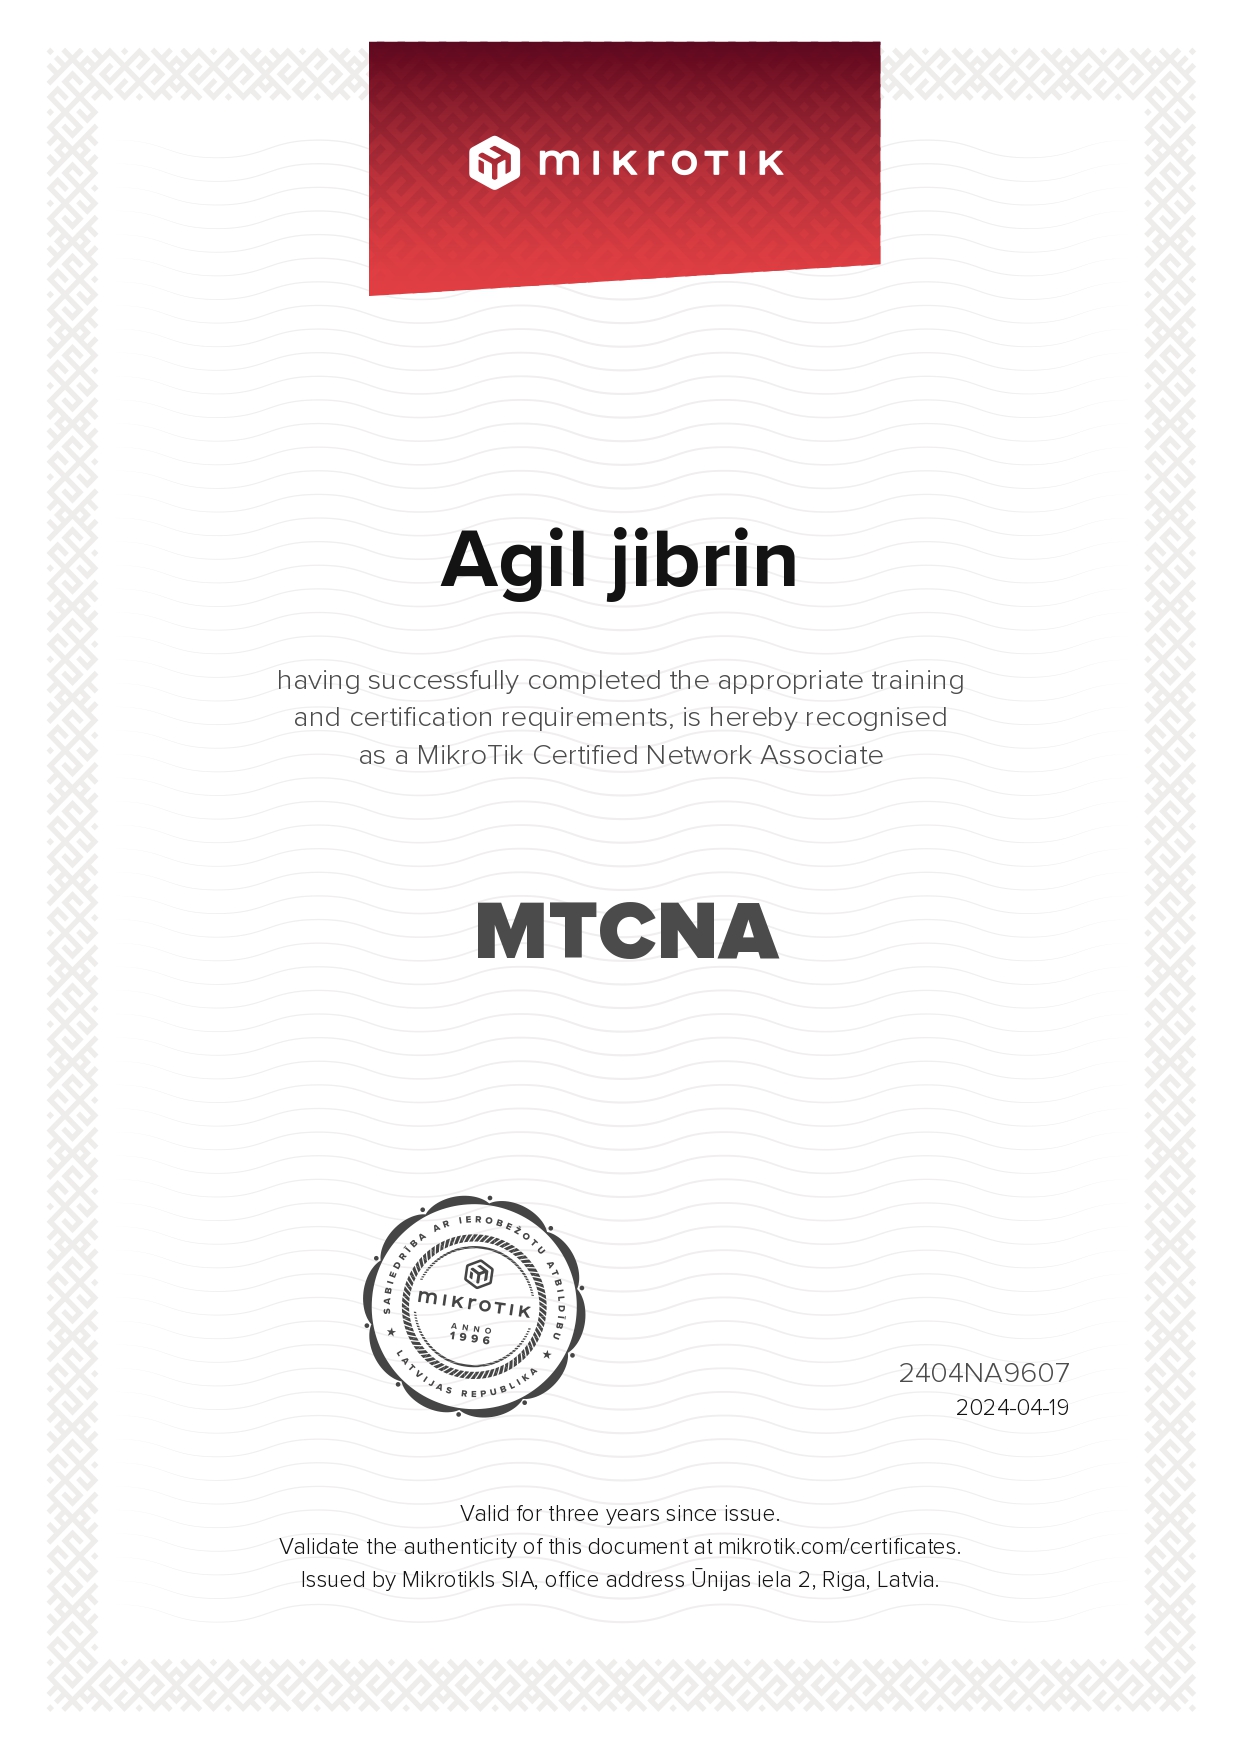 mikrotik
Agil jibrin
having successfully completed the appropriate training
and certification requirements, is hereby recognised
as a MikroTik Certified Network Associate
MTCNA
SABIEDRĪBA AR IEROBEŽOTU ATBILDĪBU
mikrotik
ANNO
1996
★ LATVIJAS REPUBLIKA ★
2404NA9607
2024-04-19
Valid for three years since issue.
Validate the authenticity of this document at mikrotik.com/certificates.
Issued by Mikrotikls SIA, office address Ūnijas iela 2, Riga, Latvia.